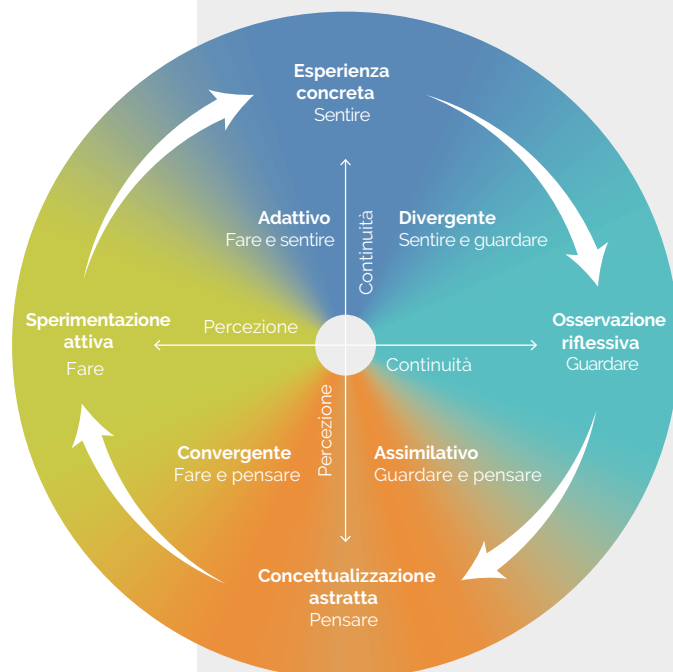 Esperienza
concreta
Sentire
Adattivo
Fare e sentire
Continuità
Divergente
Sentire e guardare
Sperimentazione
attiva
Fare
Percezione
Continuità
Osservazione
riflessiva
Guardare
Convergente
Fare e pensare
Percezione
Assimilativo
Guardare e pensare
Concettualizzazione
astratta
Pensare